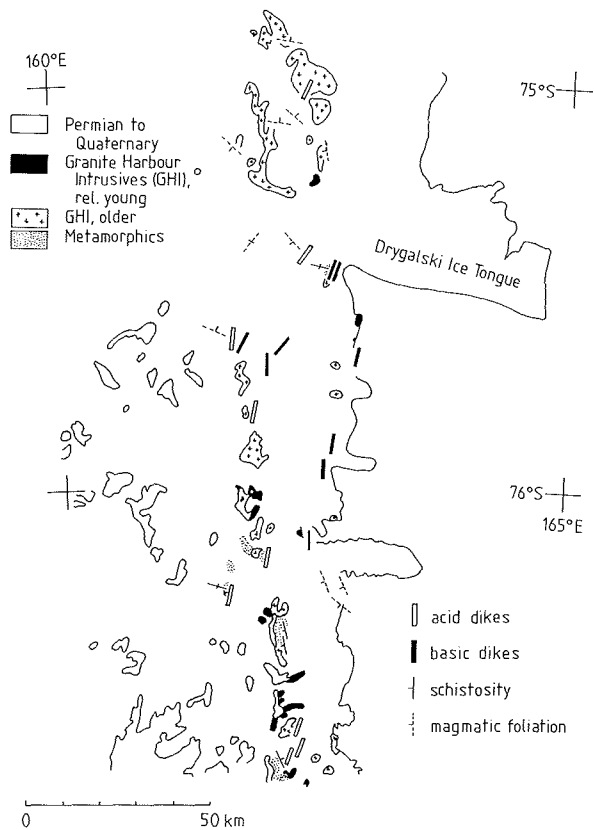 160°E
75°S
Permian to
Quaternary
Granite Harbour
Intrusives (GHI),
rel. young
GHI, older
Metamorphics
Drygalski Ice Tongue
76°S
165°E
acid dikes
basic dikes
schistosity
magmatic foliation
0 50 km